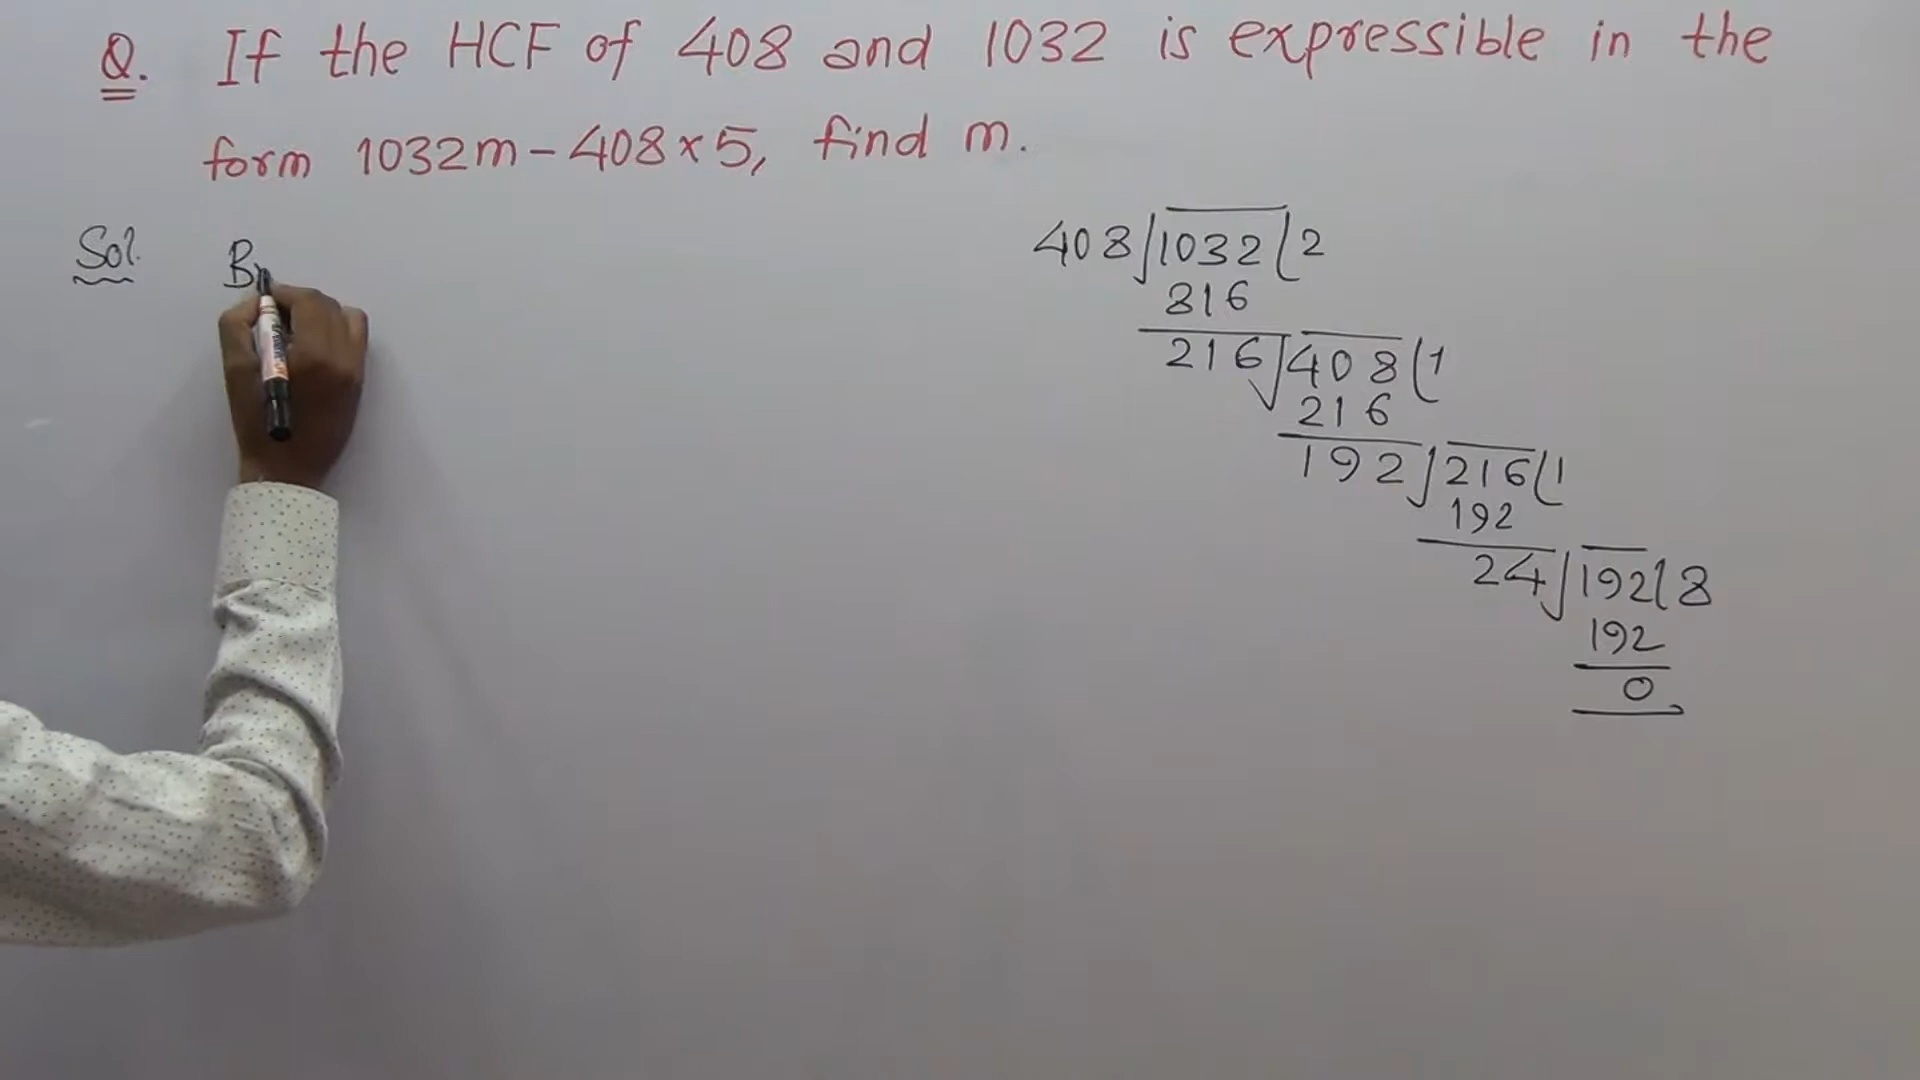 Q. If the HCF of 408 and 1032 is expressible in the
form 1032m - 408 × 5, find m.
Sol. By
408 1032 2
816
216 408 1
216
192 216 1
192
24 192 8
192
0